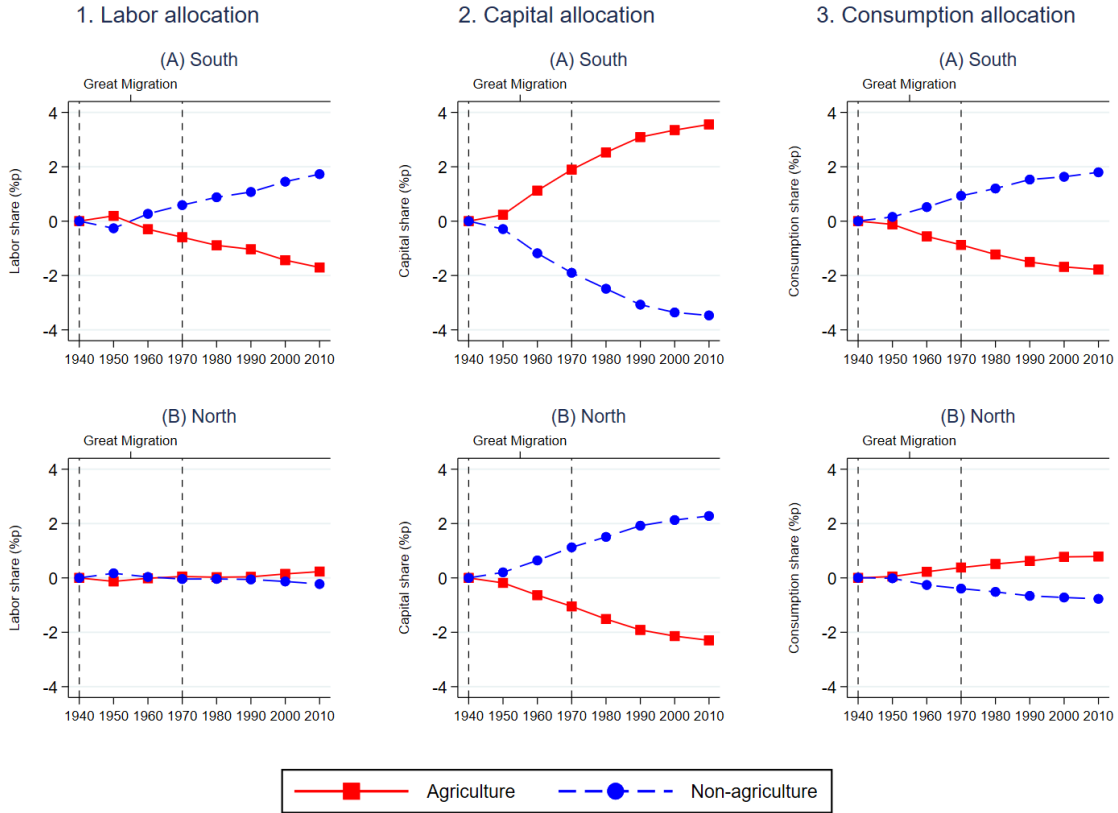 1. Labor allocation
2. Capital allocation
3. Consumption allocation
(A) South
Great Migration
Labor share (%p)
4
2
0
-2
-4
1940 1950 1960 1970 1980 1990 2000 2010
(A) South
Great Migration
Capital share (%p)
4
2
0
-2
-4
1940 1950 1960 1970 1980 1990 2000 2010
(A) South
Great Migration
Consumption share (%p)
4
2
0
-2
-4
1940 1950 1960 1970 1980 1990 2000 2010
(B) North
Great Migration
Labor share (%p)
4
2
0
-2
-4
1940 1950 1960 1970 1980 1990 2000 2010
(B) North
Great Migration
Capital share (%p)
4
2
0
-2
-4
1940 1950 1960 1970 1980 1990 2000 2010
(B) North
Great Migration
Consumption share (%p)
4
2
0
-2
-4
1940 1950 1960 1970 1980 1990 2000 2010
Agriculture
Non-agriculture